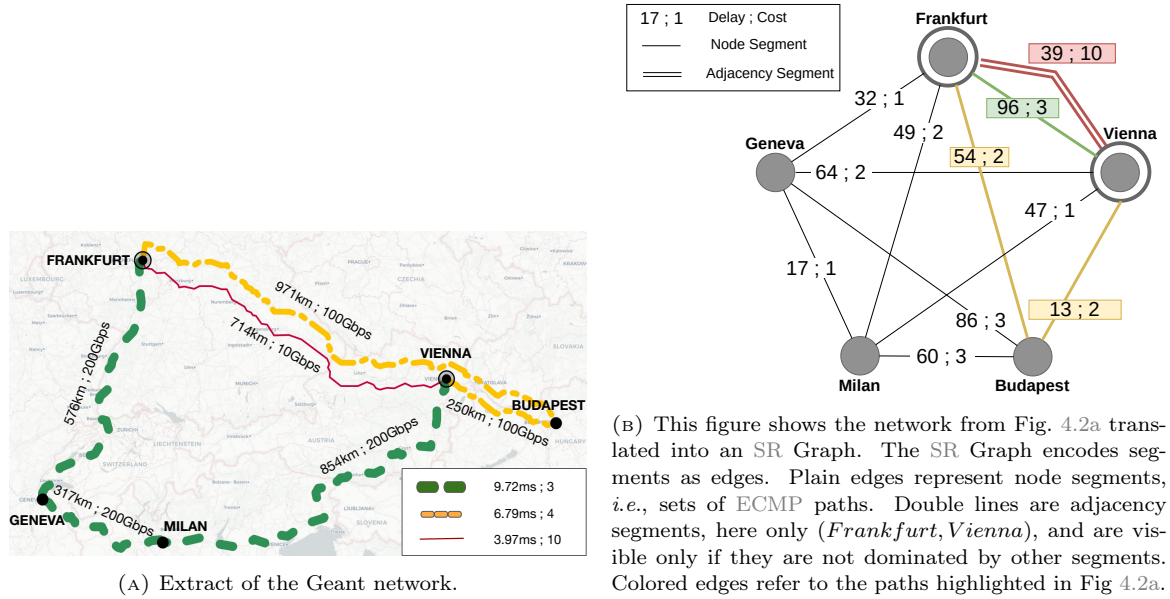 FRANKFURT
971km ; 100Gbps
714km ; 10Gbps
576km ; 200Gbps
VIENNA
BUDAPEST
250km ; 100Gbps
854km ; 200Gbps
317km ; 200Gbps
GENEVA
MILAN
9.72ms ; 3
6.79ms ; 4
3.97ms ; 10
(A) Extract of the Geant network.
17 ; 1 Delay ; Cost
Node Segment
Adjacency Segment
Frankfurt
39 ; 10
32 ; 1
96 ; 3
49 ; 2
Geneva
Vienna
54 ; 2
64 ; 2
47 ; 1
17 ; 1
86 ; 3
13 ; 2
60 ; 3
Milan
Budapest
(B) This figure shows the network from Fig. 4.2a trans-
lated into an SR Graph. The SR Graph encodes seg-
ments as edges. Plain edges represent node segments,
i.e., sets of ECMP paths. Double lines are adjacency
segments, here only (Frankfurt, Vienna), and are vis-
ible only if they are not dominated by other segments.
Colored edges refer to the paths highlighted in Fig 4.2a.